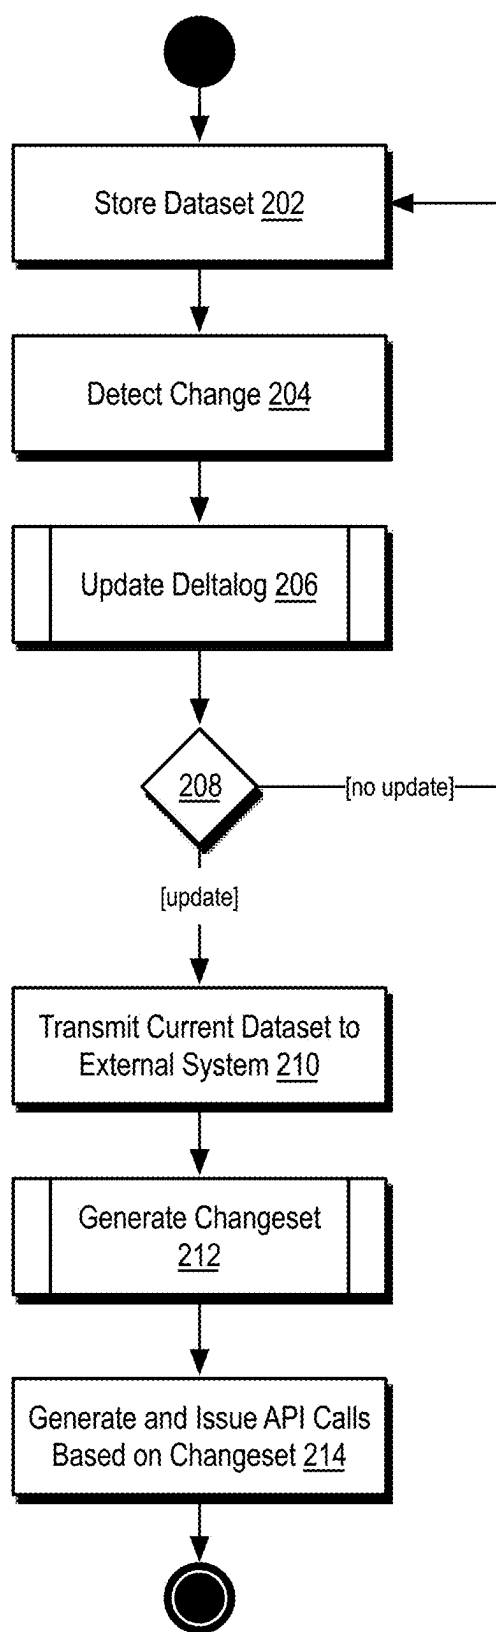 Store Dataset 202
Detect Change 204
Update Deltalog 206
208
[no update]
[update]
Transmit Current Dataset to
External System 210
Generate Changeset
212
Generate and Issue API Calls
Based on Changeset 214